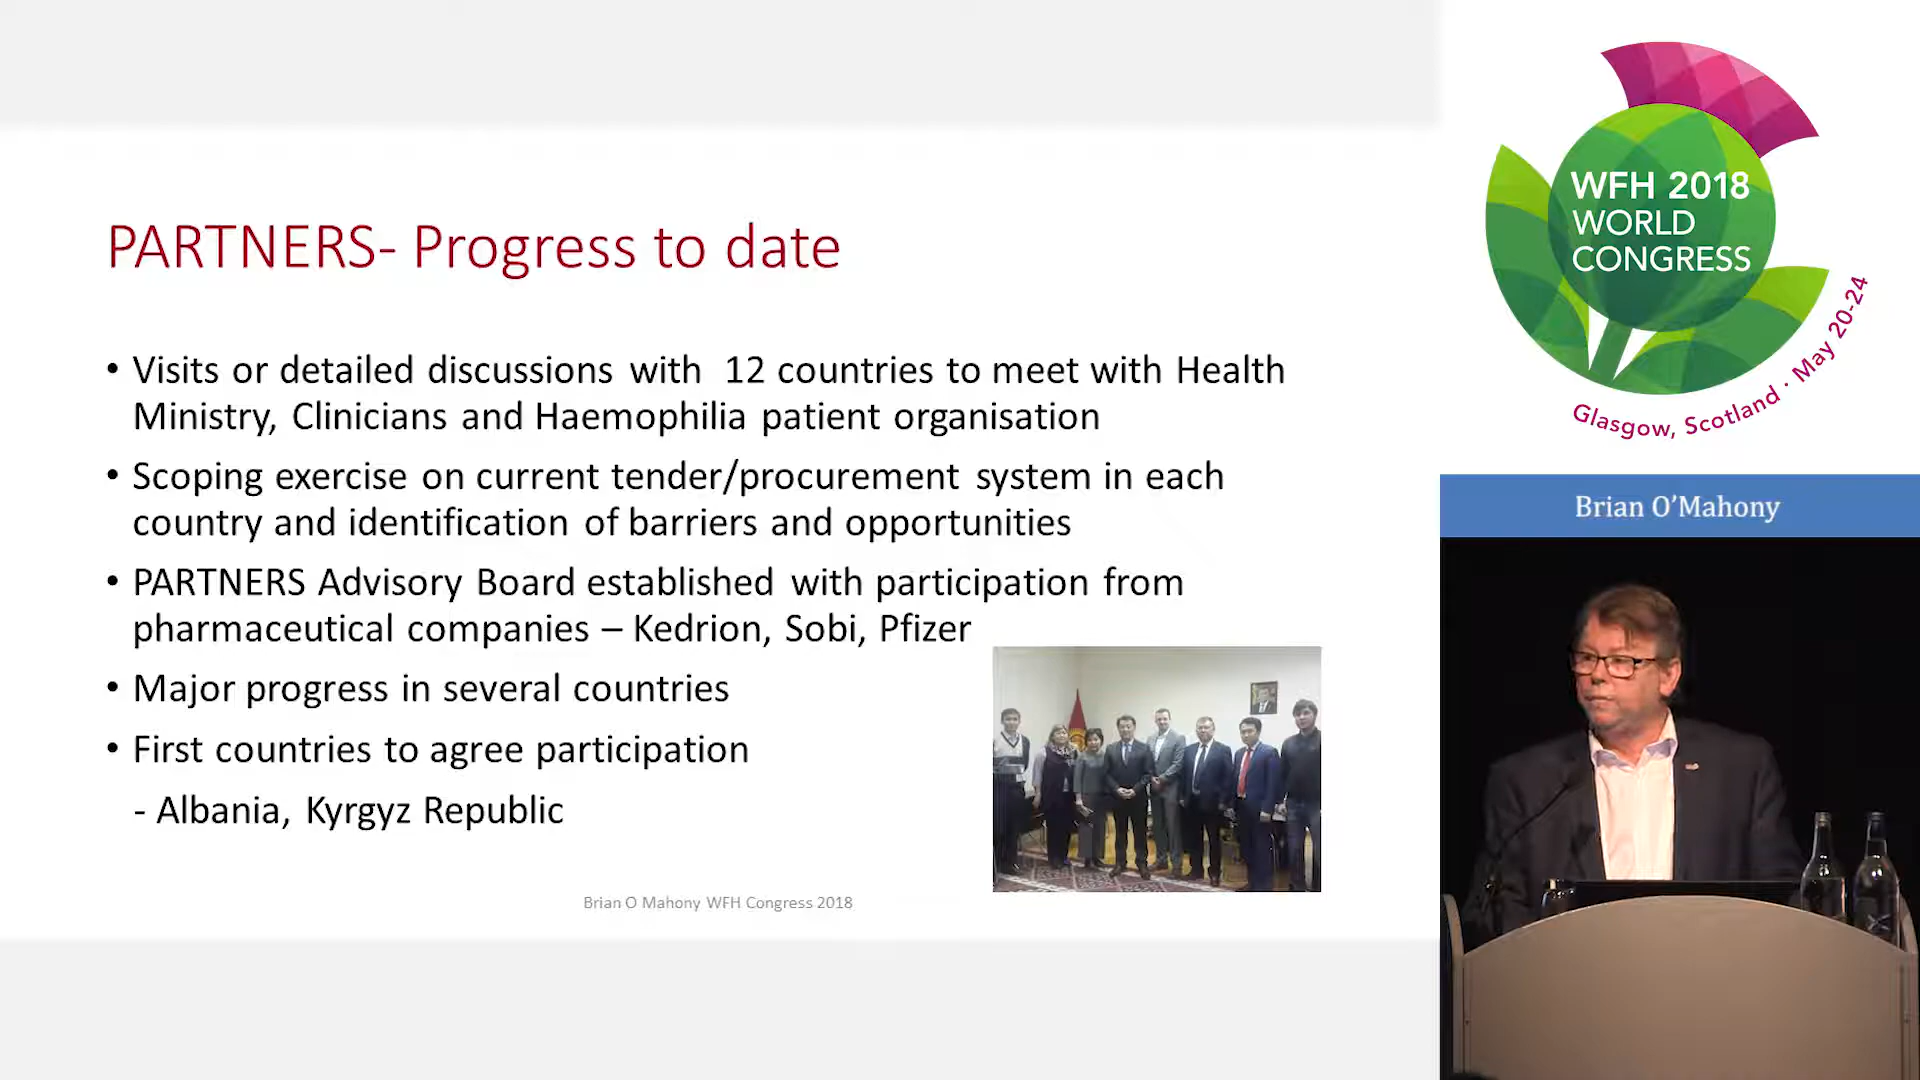 PARTNERS- Progress to date
• Visits or detailed discussions with 12 countries to meet with Health
Ministry, Clinicians and Haemophilia patient organisation
• Scoping exercise on current tender/procurement system in each
country and identification of barriers and opportunities
• PARTNERS Advisory Board established with participation from
pharmaceutical companies – Kedrion, Sobi, Pfizer
• Major progress in several countries
• First countries to agree participation
- Albania, Kyrgyz Republic
Brian O Mahony WFH Congress 2018
WFH 2018
WORLD
CONGRESS
Glasgow, Scotland · May 20-24
Brian O’Mahony